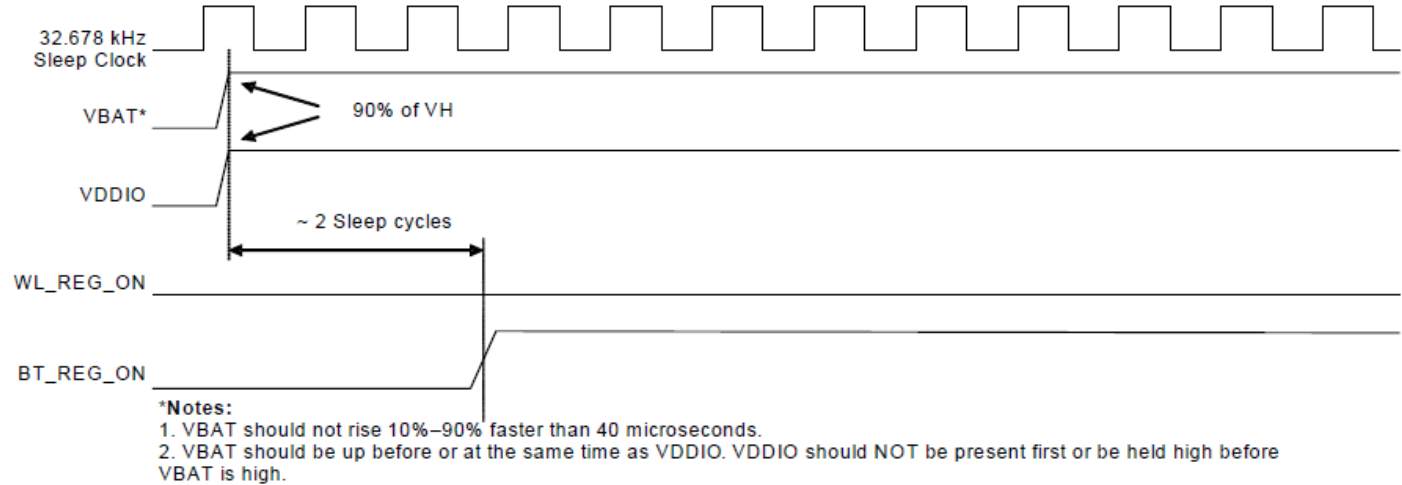 32.678 kHz
Sleep Clock
VBAT*
90% of VH
VDDIO
~ 2 Sleep cycles
WL_REG_ON
BT_REG_ON
*Notes:
1. VBAT should not rise 10%–90% faster than 40 microseconds.
2. VBAT should be up before or at the same time as VDDIO. VDDIO should NOT be present first or be held high before
VBAT is high.